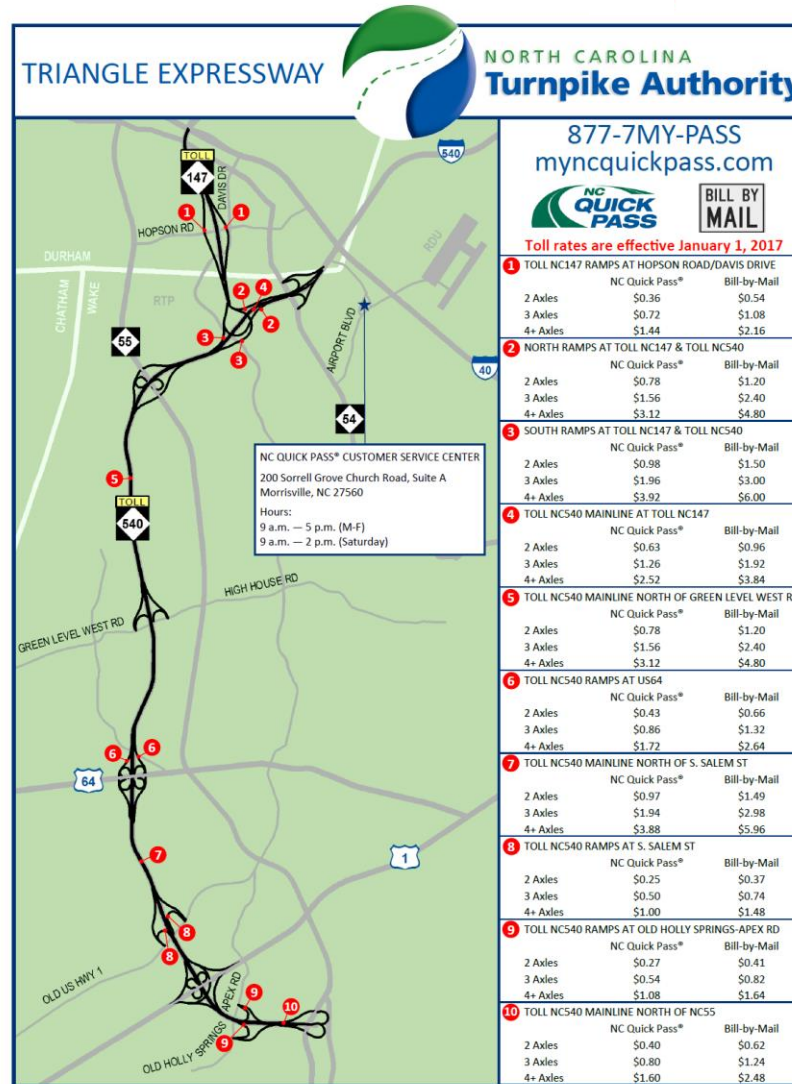 TRIANGLE EXPRESSWAY
NORTH CAROLINA
Turnpike Authority
877-7MY-PASS
myncquickpass.com
NC
QUICK
PASS
BILL BY
MAIL
Toll rates are effective January 1, 2017
1 TOLL NC147 RAMPS AT HOPSON ROAD/DAVIS DRIVE
NC Quick Pass® Bill-by-Mail
2 Axles $0.36 $0.54
3 Axles $0.72 $1.08
4+ Axles $1.44 $2.16
2 NORTH RAMPS AT TOLL NC147 & TOLL NC540
NC Quick Pass® Bill-by-Mail
2 Axles $0.78 $1.20
3 Axles $1.56 $2.40
4+ Axles $3.12 $4.80
3 SOUTH RAMPS AT TOLL NC147 & TOLL NC540
NC Quick Pass® Bill-by-Mail
2 Axles $0.98 $1.50
3 Axles $1.96 $3.00
4+ Axles $3.92 $6.00
4 TOLL NC540 MAINLINE AT TOLL NC147
NC Quick Pass® Bill-by-Mail
2 Axles $0.63 $0.96
3 Axles $1.26 $1.92
4+ Axles $2.52 $3.84
5 TOLL NC540 MAINLINE NORTH OF GREEN LEVEL WEST R
NC Quick Pass® Bill-by-Mail
2 Axles $0.78 $1.20
3 Axles $1.56 $2.40
4+ Axles $3.12 $4.80
6 TOLL NC540 RAMPS AT US64
NC Quick Pass® Bill-by-Mail
2 Axles $0.43 $0.66
3 Axles $0.86 $1.32
4+ Axles $1.72 $2.64
7 TOLL NC540 MAINLINE NORTH OF S. SALEM ST
NC Quick Pass® Bill-by-Mail
2 Axles $0.97 $1.49
3 Axles $1.94 $2.98
4+ Axles $3.88 $5.96
8 TOLL NC540 RAMPS AT S. SALEM ST
NC Quick Pass® Bill-by-Mail
2 Axles $0.25 $0.37
3 Axles $0.50 $0.74
4+ Axles $1.00 $1.48
9 TOLL NC540 RAMPS AT OLD HOLLY SPRINGS-APEX RD
NC Quick Pass® Bill-by-Mail
2 Axles $0.27 $0.41
3 Axles $0.54 $0.82
4+ Axles $1.08 $1.64
10 TOLL NC540 MAINLINE NORTH OF NC55
NC Quick Pass® Bill-by-Mail
2 Axles $0.40 $0.62
3 Axles $0.80 $1.24
4+ Axles $1.60 $2.48
TOLL
147
DAVIS DR
540
1
1
HOPSON RD
RDU
DURHAM
CHATHAM
WAKE
RTP
2
4
2
AIRPORT BLVD
3
3
55
40
54
NC QUICK PASS® CUSTOMER SERVICE CENTER
200 Sorrell Grove Church Road, Suite A
Morrisville, NC 27560
Hours:
9 a.m. — 5 p.m. (M-F)
9 a.m. — 2 p.m. (Saturday)
5
TOLL
540
HIGH HOUSE RD
GREEN LEVEL WEST RD
6
6
64
7
1
8
8
OLD US HWY 1
9
10
9
OLD HOLLY SPRINGS APEX RD